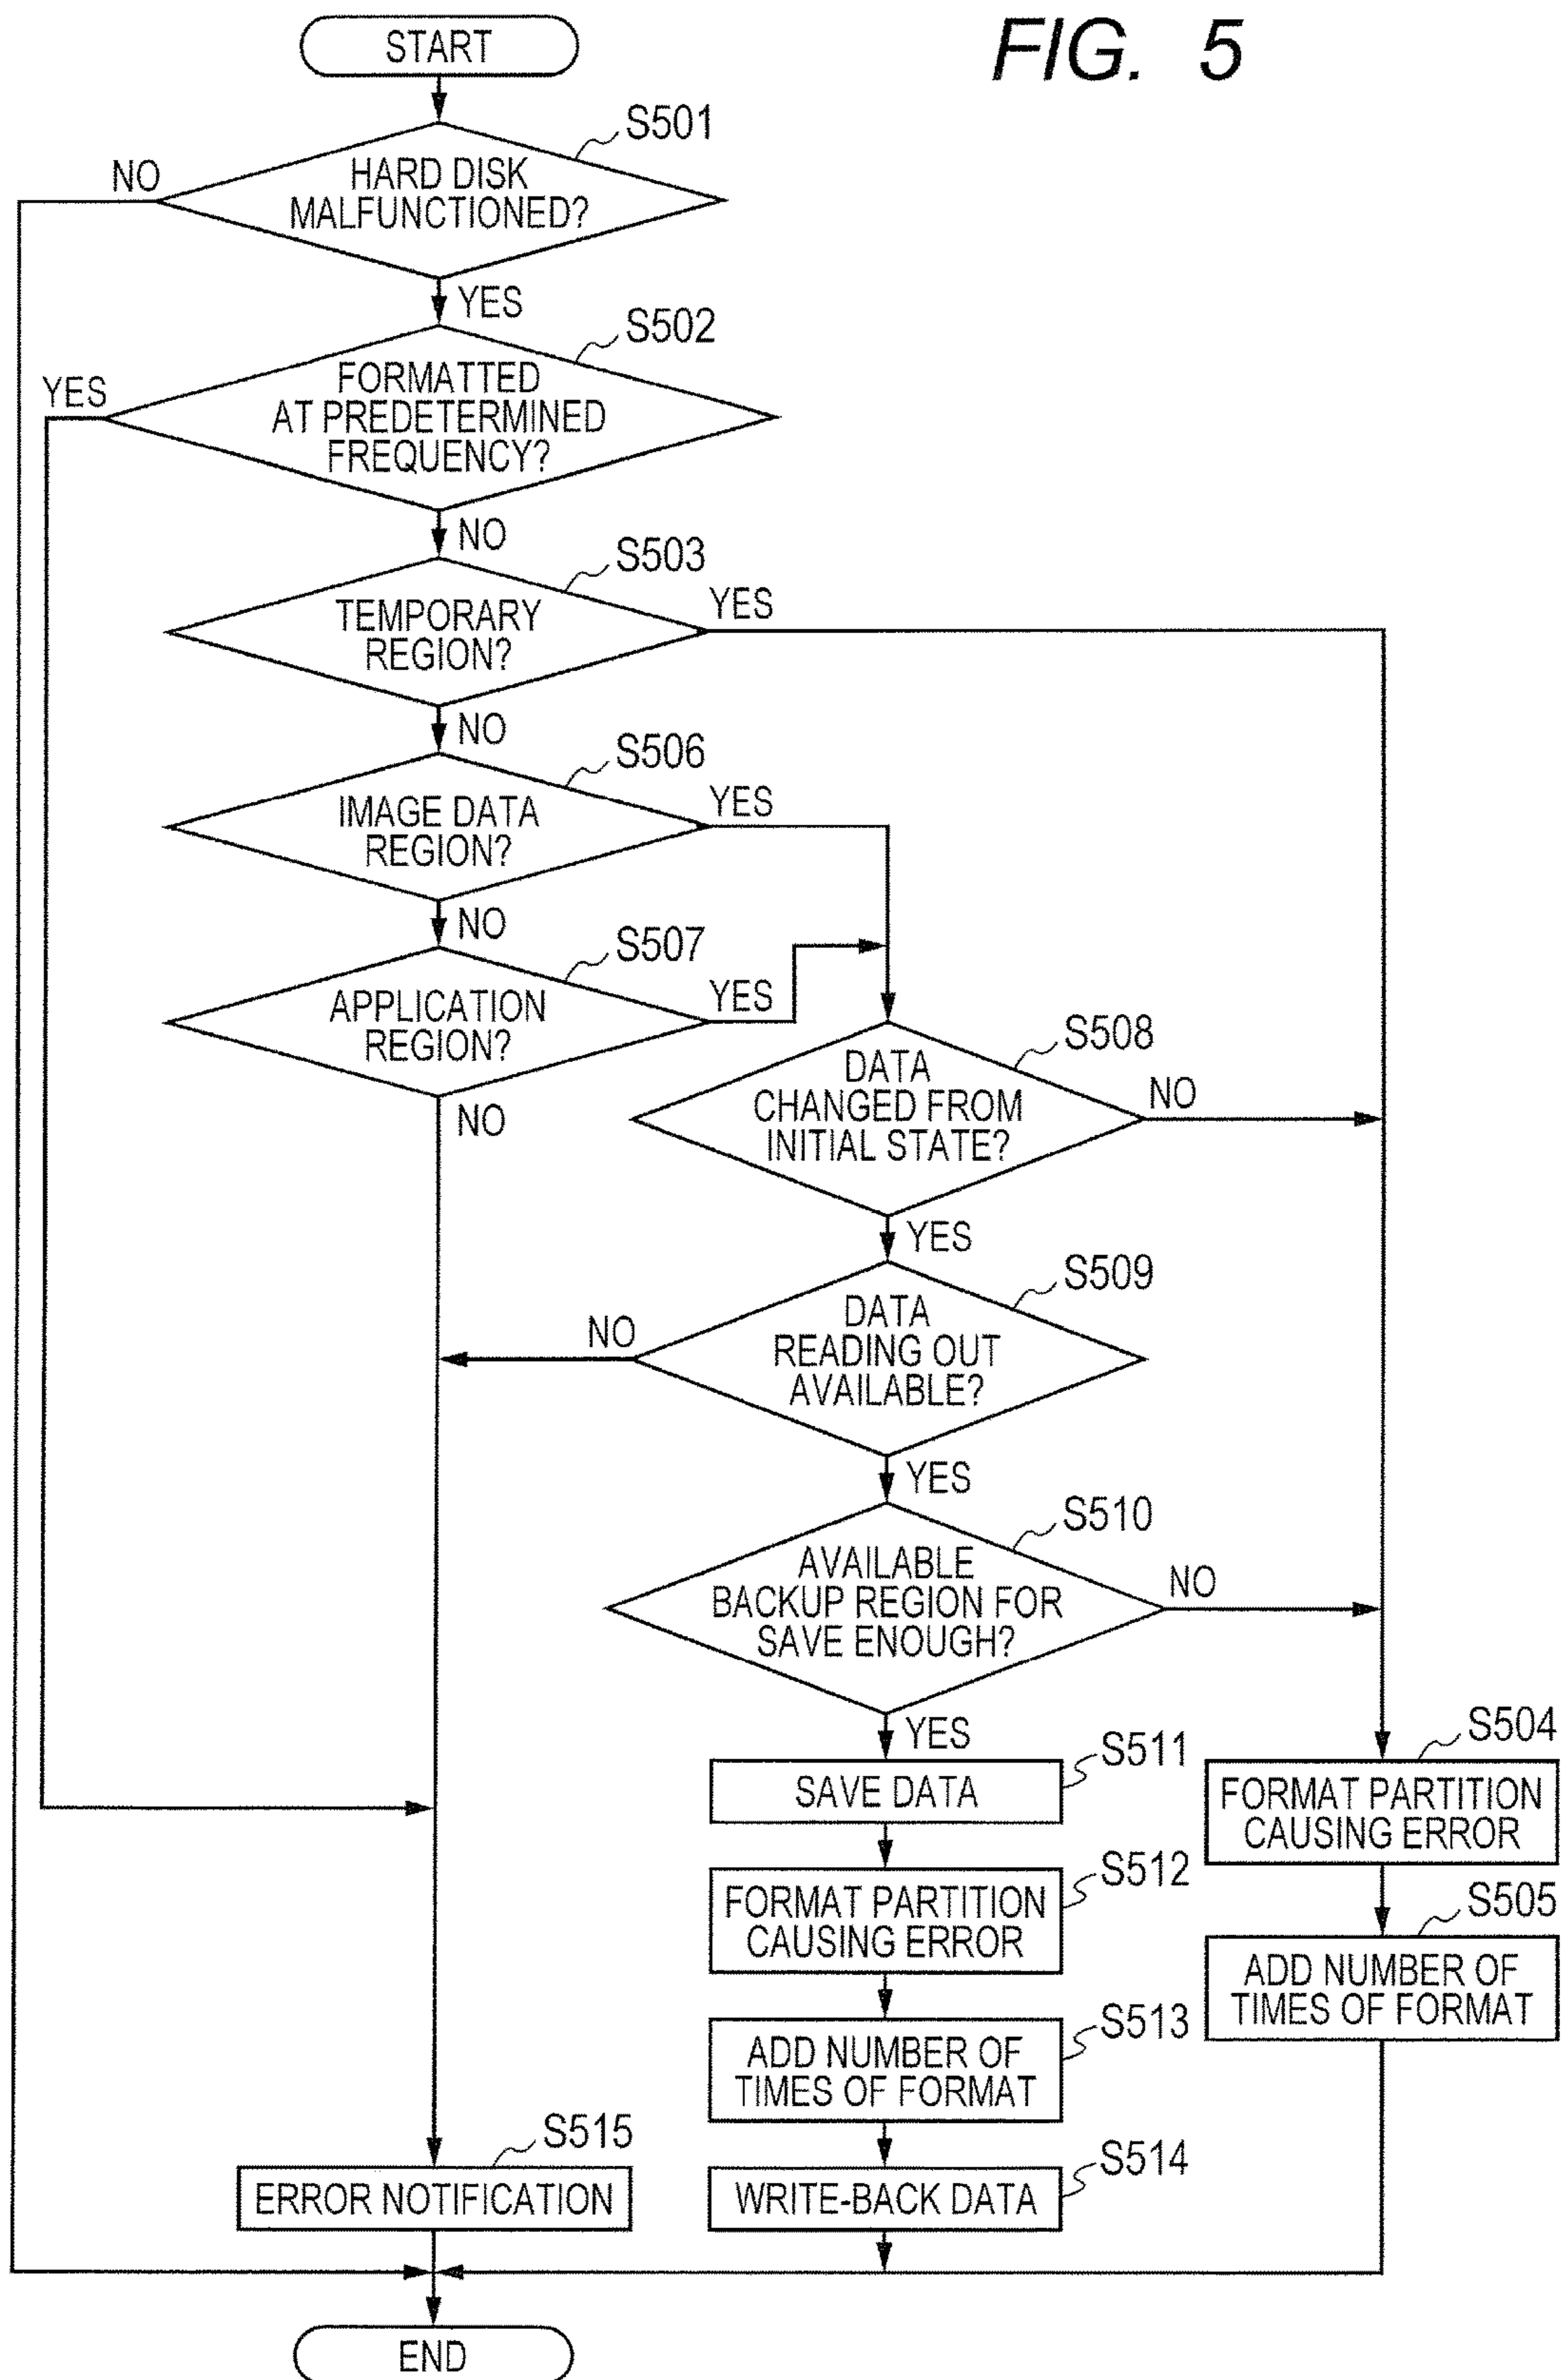 FIG. 5
START
S501
NO
HARD DISK
MALFUNCTIONED?
YES
S502
YES
FORMATTED
AT PREDETERMINED
FREQUENCY?
NO
S503
YES
TEMPORARY
REGION?
NO
S506
YES
IMAGE DATA
REGION?
NO
S507
YES
APPLICATION
REGION?
NO
S508
DATA
CHANGED FROM
INITIAL STATE?
NO
YES
S509
NO
DATA
READING OUT
AVAILABLE?
YES
S510
AVAILABLE
BACKUP REGION FOR
SAVE ENOUGH?
NO
YES
S511
SAVE DATA
S504
FORMAT PARTITION
CAUSING ERROR
S512
FORMAT PARTITION
CAUSING ERROR
S505
ADD NUMBER OF
TIMES OF FORMAT
S513
ADD NUMBER OF
TIMES OF FORMAT
S515
ERROR NOTIFICATION
S514
WRITE-BACK DATA
END